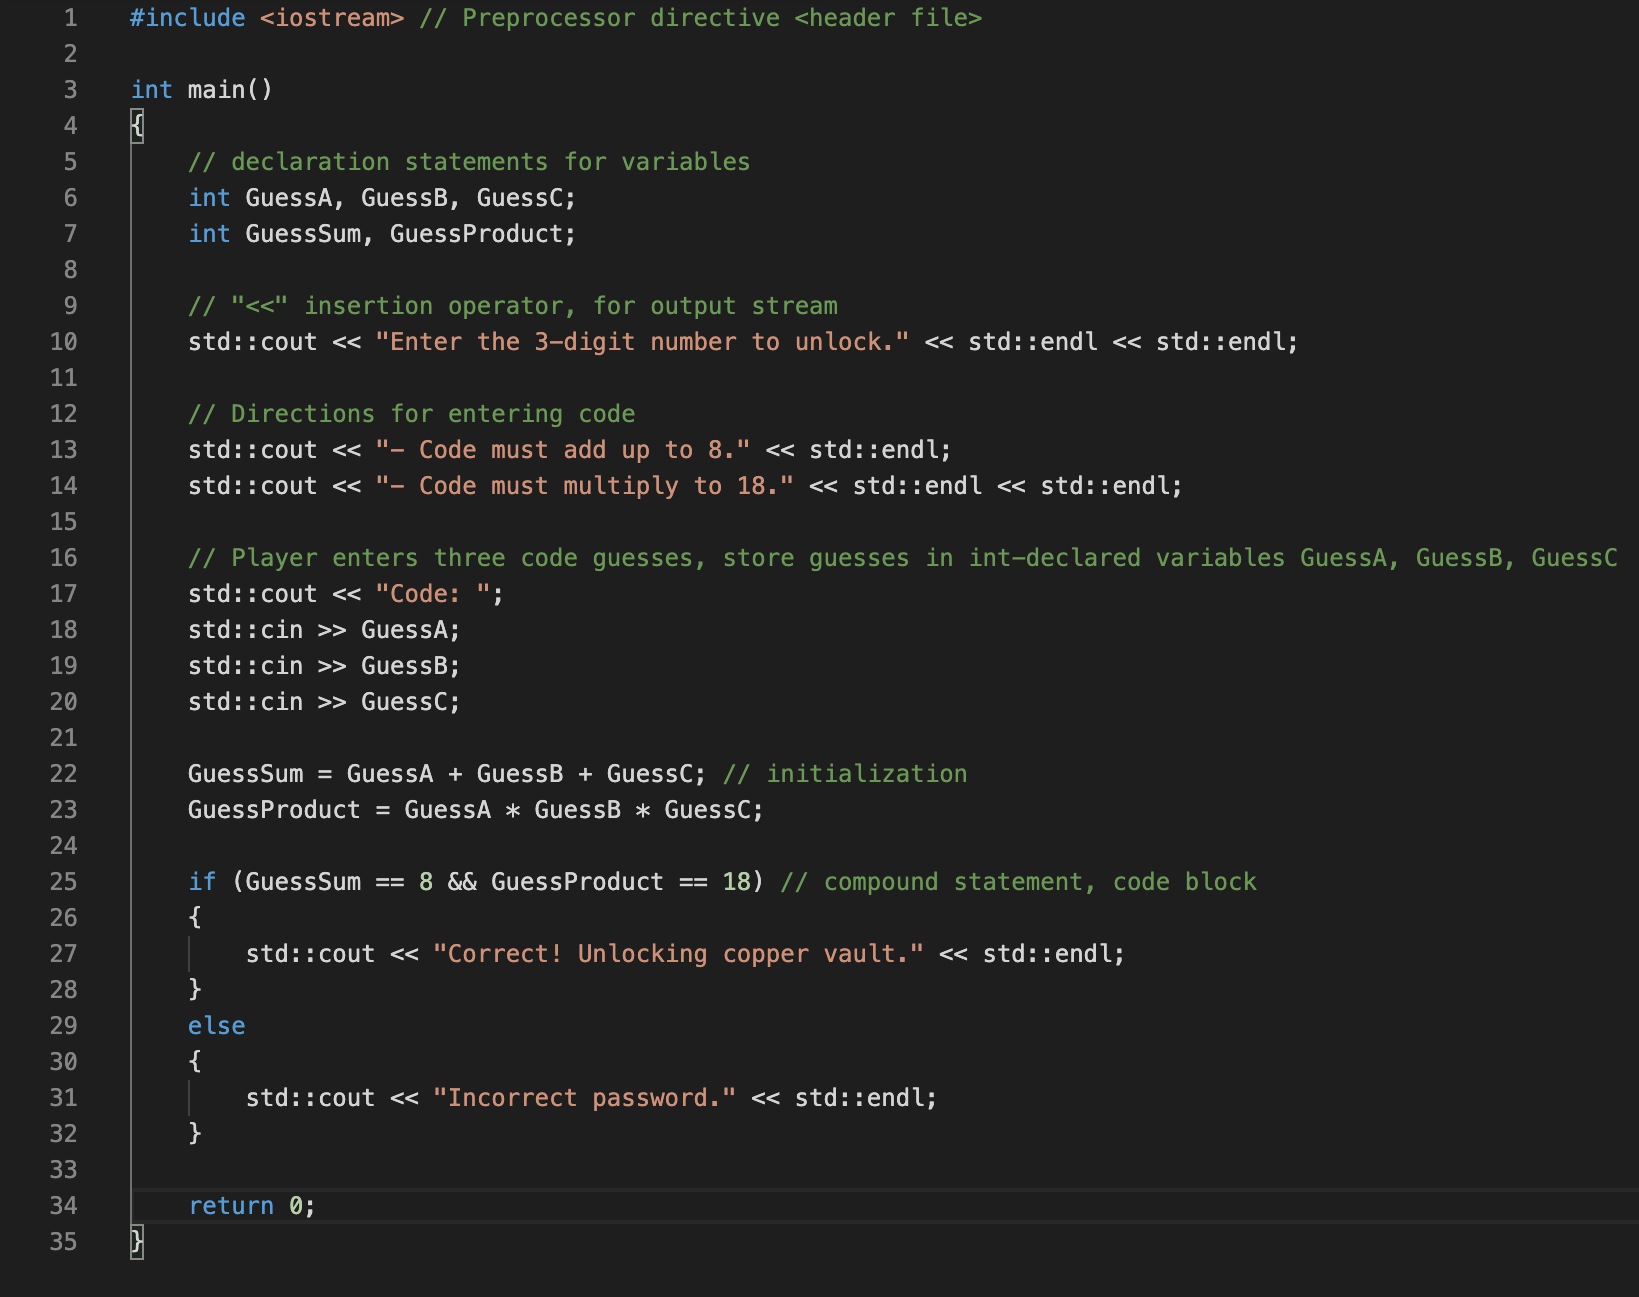 1 #include <iostream> // Preprocessor directive <header file>
2
3 int main()
4 {
5     // declaration statements for variables
6     int GuessA, GuessB, GuessC;
7     int GuessSum, GuessProduct;
8
9     // "<<" insertion operator, for output stream
10     std::cout << "Enter the 3-digit number to unlock." << std::endl << std::endl;
11
12     // Directions for entering code
13     std::cout << "- Code must add up to 8." << std::endl;
14     std::cout << "- Code must multiply to 18." << std::endl << std::endl;
15
16     // Player enters three code guesses, store guesses in int-declared variables GuessA, GuessB, GuessC
17     std::cout << "Code: ";
18     std::cin >> GuessA;
19     std::cin >> GuessB;
20     std::cin >> GuessC;
21
22     GuessSum = GuessA + GuessB + GuessC; // initialization
23     GuessProduct = GuessA * GuessB * GuessC;
24
25     if (GuessSum == 8 && GuessProduct == 18) // compound statement, code block
26     {
27         std::cout << "Correct! Unlocking copper vault." << std::endl;
28     }
29     else
30     {
31         std::cout << "Incorrect password." << std::endl;
32     }
33
34     return 0;
35 }